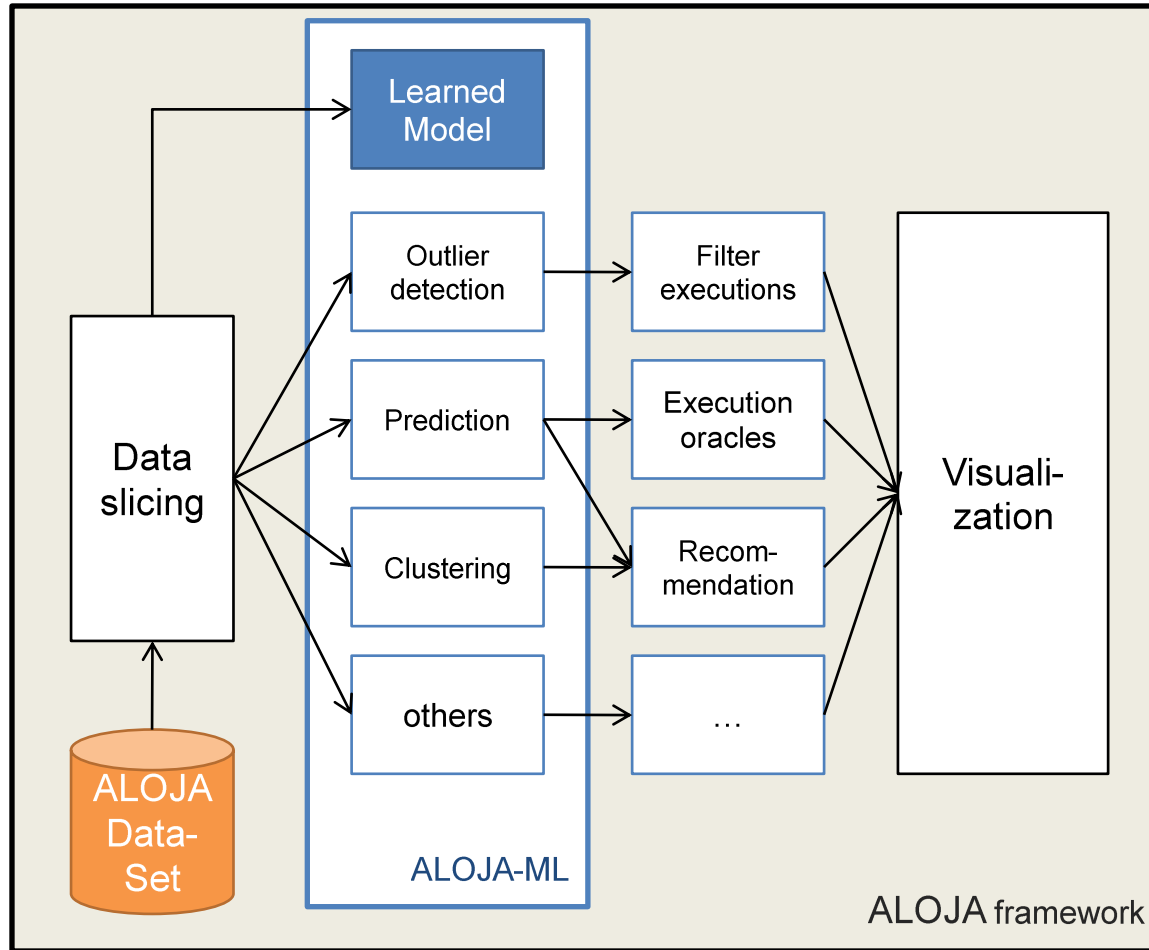 Learned
Model
Outlier
detection
Filter
executions
Prediction
Execution
oracles
Data
slicing
Visuali-
zation
Clustering
Recom-
mendation
others
...
ALOJA
Data-
Set
ALOJA-ML
ALOJA framework